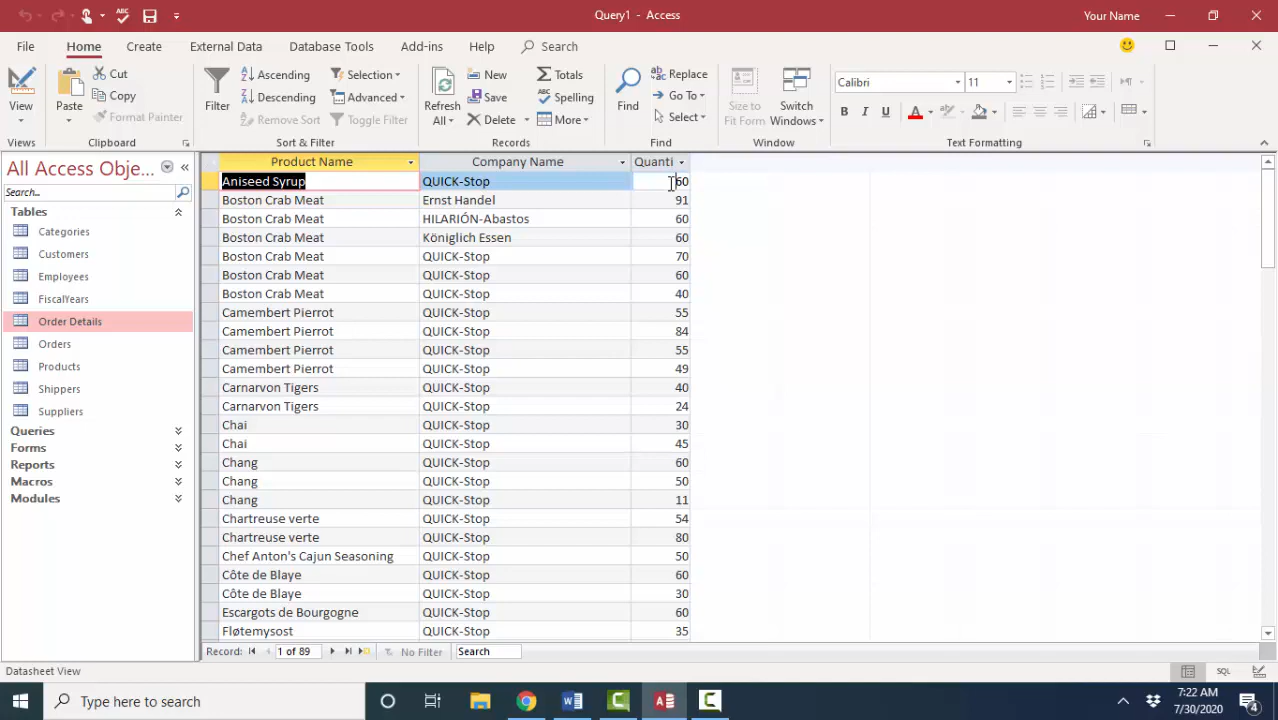 Query1 - Access
Your Name
File Home Create External Data Database Tools Add-ins Help Search
View
Views
Paste
Cut
Copy
Format Painter
Clipboard
Filter
Ascending
Descending
Remove Sort
Selection
Advanced
Toggle Filter
Sort & Filter
Refresh All
New
Save
Delete
Totals
Spelling
More
Records
Find
Replace
Go To
Select
Find
Size to Fit Form
Switch Windows
Window
Calibri 11
B I U A
Text Formatting
All Access Obje...
Search...
Tables
Categories
Customers
Employees
FiscalYears
Order Details
Orders
Products
Shippers
Suppliers
Queries
Forms
Reports
Macros
Modules
Product Name Company Name Quanti
Aniseed Syrup QUICK-Stop 60
Boston Crab Meat Ernst Handel 91
Boston Crab Meat HILARIÓN-Abastos 60
Boston Crab Meat Königlich Essen 60
Boston Crab Meat QUICK-Stop 70
Boston Crab Meat QUICK-Stop 60
Boston Crab Meat QUICK-Stop 40
Camembert Pierrot QUICK-Stop 55
Camembert Pierrot QUICK-Stop 84
Camembert Pierrot QUICK-Stop 55
Camembert Pierrot QUICK-Stop 49
Carnarvon Tigers QUICK-Stop 40
Carnarvon Tigers QUICK-Stop 24
Chai QUICK-Stop 30
Chai QUICK-Stop 45
Chang QUICK-Stop 60
Chang QUICK-Stop 50
Chang QUICK-Stop 11
Chartreuse verte QUICK-Stop 54
Chartreuse verte QUICK-Stop 80
Chef Anton's Cajun Seasoning QUICK-Stop 50
Côte de Blaye QUICK-Stop 60
Côte de Blaye QUICK-Stop 30
Escargots de Bourgogne QUICK-Stop 60
Fløtemysost QUICK-Stop 35
Record: 1 of 89 No Filter Search
Datasheet View
SQL
Type here to search
7:22 AM
7/30/2020
4